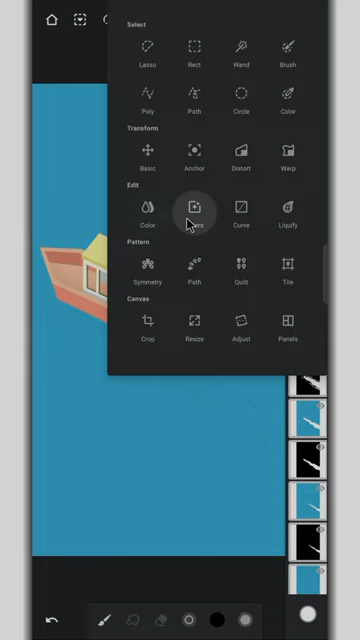 Select
Lasso Rect Wand Brush
Poly Path Circle Color
Transform
Basic Anchor Distort Warp
Edit
Color Curve Liquify
Pattern
Symmetry Path Quilt Tile
Canvas
Crop Resize Adjust Panels